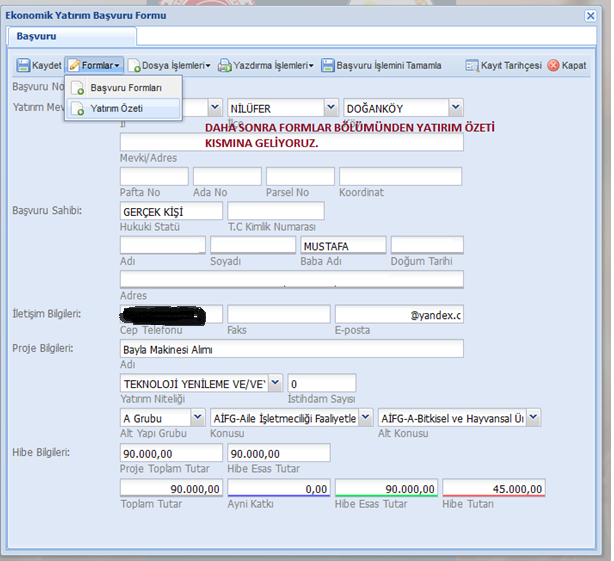 Ekonomik Yatırım Başvuru Formu
Başvuru
Kaydet Formlar Dosya İşlemleri Yazdırma İşlemleri Başvuru İşlemini Tamamla Kayıt Tarihçesi Kapat
Başvuru Formları
Yatırım Özeti
Başvuru No
Yatırım Mev NİLÜFER DOĞANKÖY
İl İlçe
DAHA SONRA FORMLAR BÖLÜMÜNDEN YATIRIM ÖZETİ
KISMINA GELİYORUZ.
Mevki/Adres
Pafta No Ada No Parsel No Koordinat
Başvuru Sahibi: GERÇEK KİŞİ
Hukuki Statü T.C Kimlik Numarası
MUSTAFA
Adı Soyadı Baba Adı Doğum Tarihi
Adres
İletişim Bilgileri: @yandex.c
Cep Telefonu Faks E-posta
Proje Bilgileri: Bayla Makinesi Alımı
Adı
TEKNOLOJİ YENİLEME VE/VE 0
Yatırım Niteliği İstihdam Sayısı
A Grubu AİFG-Aile İşletmeciliği Faaliyetle AİFG-A-Bitkisel ve Hayvansal Ür
Alt Yapı Grubu Konusu Alt Konusu
Hibe Bilgileri: 90.000,00 90.000,00
Proje Toplam Tutar Hibe Esas Tutar
90.000,00 0,00 90.000,00 45.000,00
Toplam Tutar Ayni Katkı Hibe Esas Tutar Hibe Tutarı